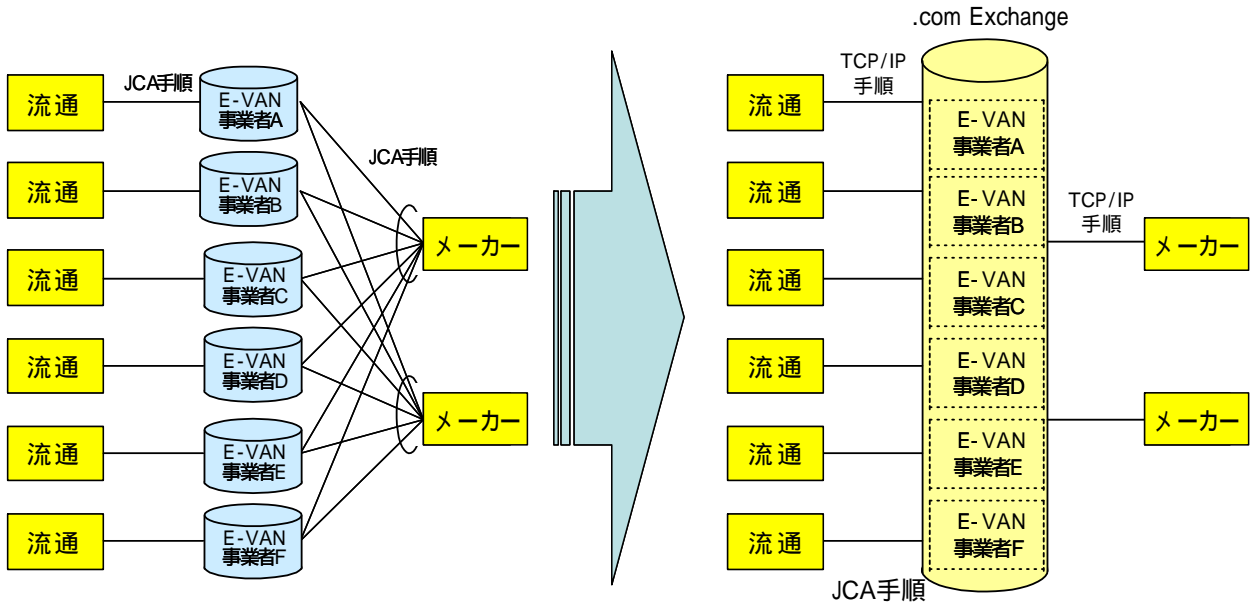 .com Exchange
流通
JCA手順
E-VAN
事業者A
流通
E-VAN
事業者B
流通
E-VAN
事業者C
流通
E-VAN
事業者D
流通
E-VAN
事業者E
流通
E-VAN
事業者F
JCA手順
メーカー
メーカー
流通
流通
流通
流通
流通
流通
TCP/IP
手順
E-VAN
事業者A
E-VAN
事業者B
E-VAN
事業者C
E-VAN
事業者D
E-VAN
事業者E
E-VAN
事業者F
JCA手順
TCP/IP
手順
メーカー
メーカー